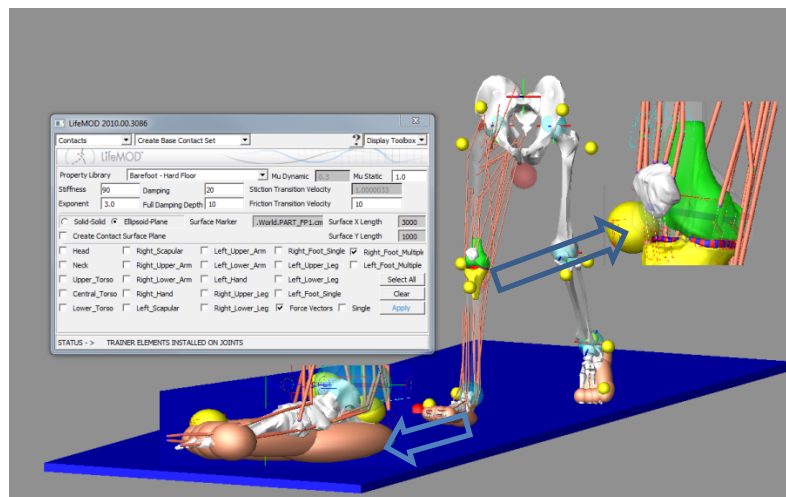 LifeMOD 2010.00.3086
Contacts Create Base Contact Set ? Display Toolbox
LifeMOD
Property Library Barefoot - Hard Floor Mu Dynamic 0.3 Mu Static 1.0
Stiffness 90 Damping 20 Stiction Transition Velocity 1.0000033
Exponent 3.0 Full Damping Depth 10 Friction Transition Velocity 10
Solid-Solid Ellipsoid-Plane Surface Marker .World.PART_FP1.cm Surface X Length 3000
Create Contact Surface Plane Surface Y Length 1000
Head Right_Scapular Left_Upper_Arm Right_Foot_Single Right_Foot_Multiple
Neck Right_Upper_Arm Left_Lower_Arm Left_Upper_Leg Left_Foot_Multiple
Upper_Torso Right_Lower_Arm Left_Hand Left_Lower_Leg Select All
Central_Torso Right_Hand Right_Upper_Leg Left_Foot_Single Clear
Lower_Torso Left_Scapular Right_Lower_Leg Force Vectors Single Apply
STATUS -> TRAINER ELEMENTS INSTALLED ON JOINTS